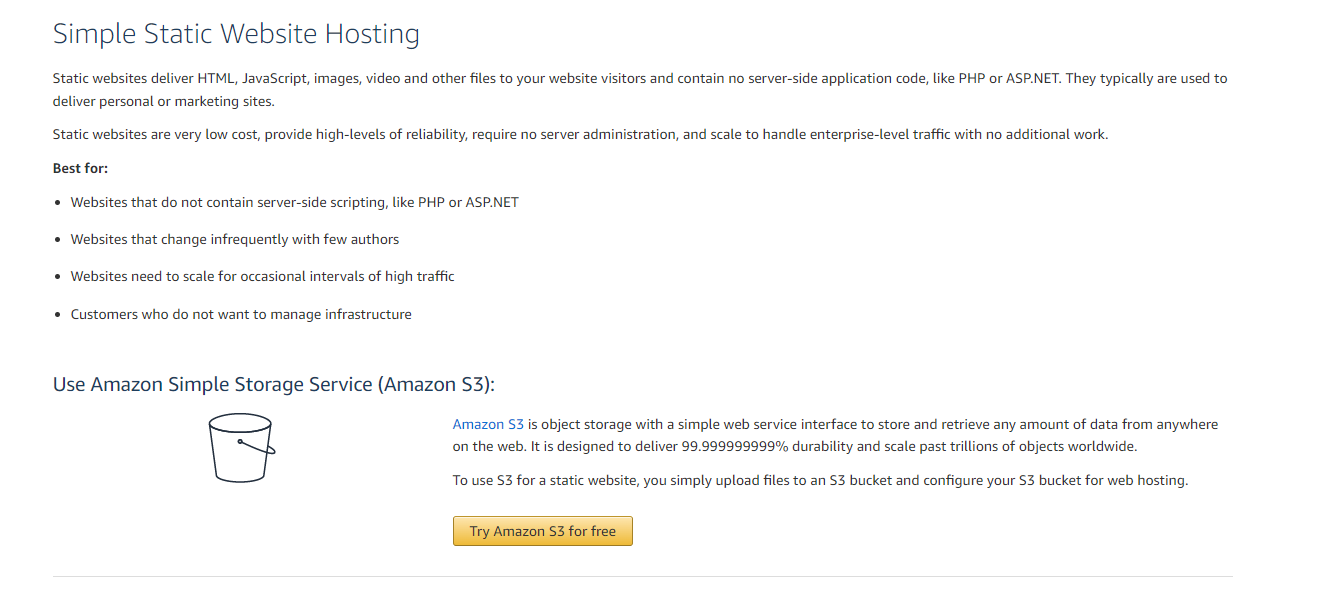 Simple Static Website Hosting
Static websites deliver HTML, JavaScript, images, video and other files to your website visitors and contain no server-side application code, like PHP or ASP.NET. They typically are used to
deliver personal or marketing sites.
Static websites are very low cost, provide high-levels of reliability, require no server administration, and scale to handle enterprise-level traffic with no additional work.
Best for:
• Websites that do not contain server-side scripting, like PHP or ASP.NET
• Websites that change infrequently with few authors
• Websites need to scale for occasional intervals of high traffic
• Customers who do not want to manage infrastructure
Use Amazon Simple Storage Service (Amazon S3):
Amazon S3 is object storage with a simple web service interface to store and retrieve any amount of data from anywhere
on the web. It is designed to deliver 99.999999999% durability and scale past trillions of objects worldwide.
To use S3 for a static website, you simply upload files to an S3 bucket and configure your S3 bucket for web hosting.
Try Amazon S3 for free